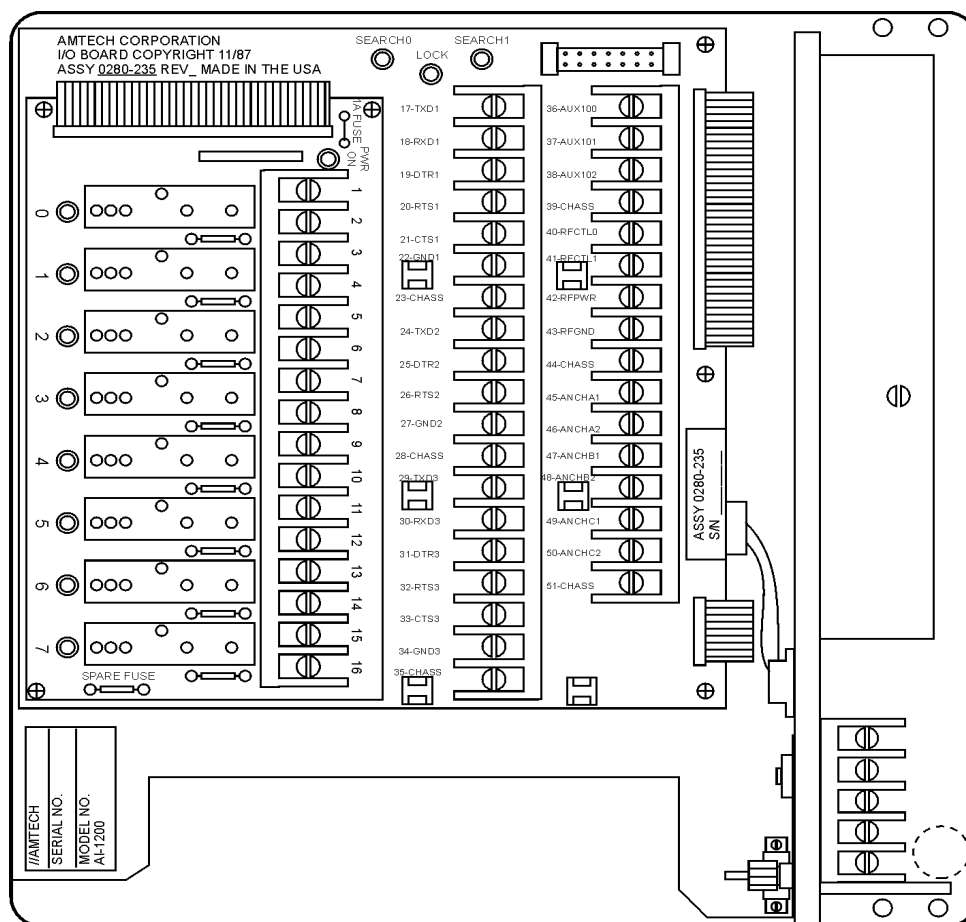 AMTECH CORPORATION
I/O BOARD COPYRIGHT 11/87
ASSY 0280-235 REV_ MADE IN THE USA
SEARCH0
LOCK
SEARCH1
1A FUSE
PWR
ON
0
1
2
3
4
5
6
7
SPARE FUSE
1
2
3
4
5
6
7
8
9
10
11
12
13
14
15
16
17-TXD1
18-RXD1
19-DTR1
20-RTS1
21-CTS1
22-GND1
23-CHASS
24-TXD2
25-DTR2
26-RTS2
27-GND2
28-CHASS
29-TXD3
30-RXD3
31-DTR3
32-RTS3
33-CTS3
34-GND3
35-CHASS
36-AUX100
37-AUX101
38-AUX102
39-CHASS
40-RFCTL0
41-RFCTL1
42-RFPWR
43-RFGND
44-CHASS
45-ANCHA1
46-ANCHA2
47-ANCHB1
48-ANCHB2
49-ANCHC1
50-ANCHC2
51-CHASS
ASSY 0280-235
S/N
//AMTECH
SERIAL NO.
MODEL NO.
AI-1200